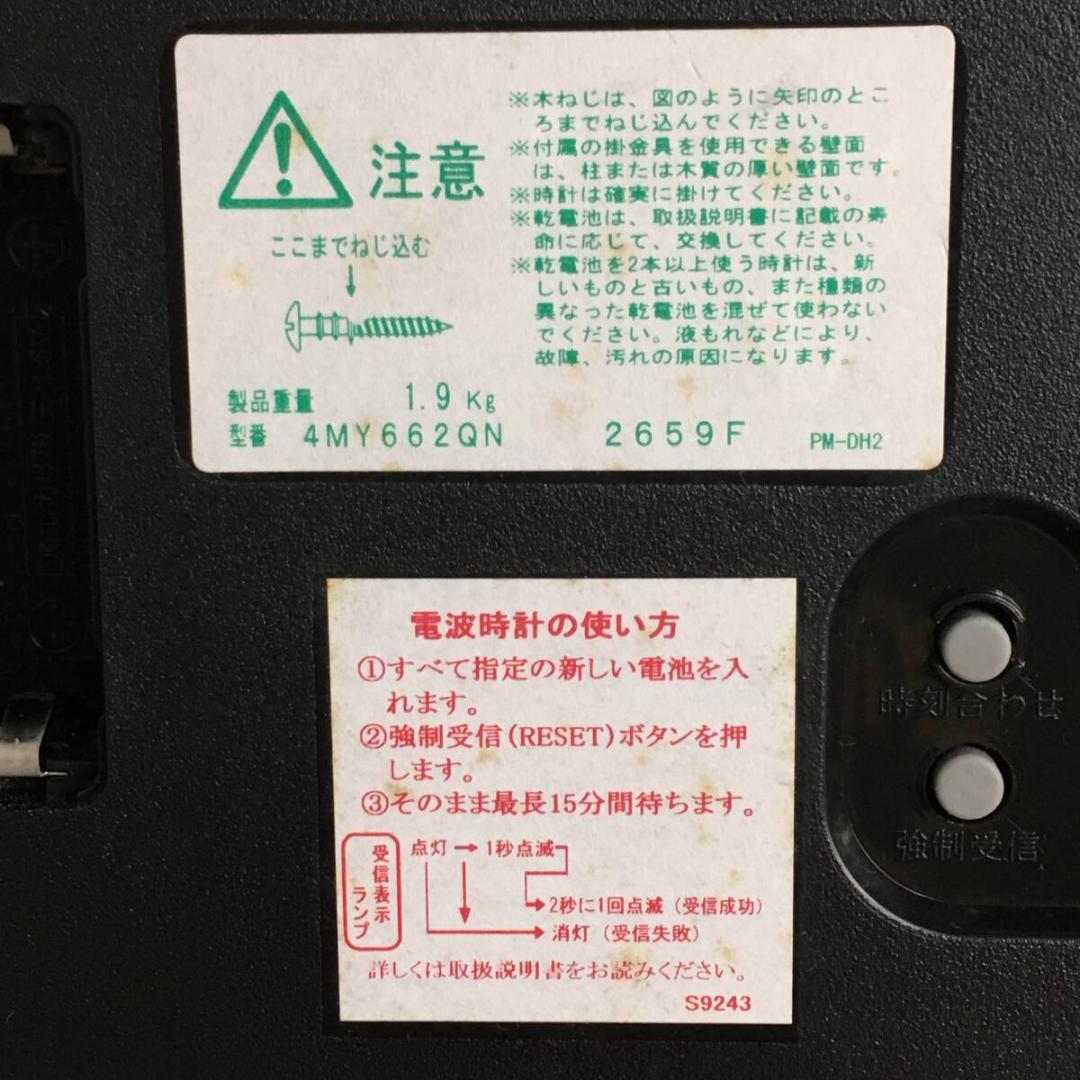 注意
ここまでねじ込む
※木ねじは、図のように矢印のとこ
ろまでねじ込んでください。
※付属の掛金具を使用できる壁面
は、柱または木質の厚い壁面です。
※時計は確実に掛けてください。
※乾電池は、取扱説明書に記載の寿
命に応じて、交換してください。
※乾電池を2本以上使う時計は、新
しいものと古いもの、また種類の
異なった乾電池を混ぜて使わない
でください。液もれなどにより、
故障、汚れの原因になります。
製品重量 1.9 Kg
型番 4MY662QN 2659F PM-DH2
電波時計の使い方
①すべて指定の新しい電池を入
れます。
②強制受信(RESET)ボタンを押
します。
③そのまま最長15分間待ちます。
受信表示
ランプ
点灯→1秒点滅
2秒に1回点滅（受信成功）
消灯（受信失敗）
詳しくは取扱説明書をお読みください。
S9243
時刻合わせ
強制受信